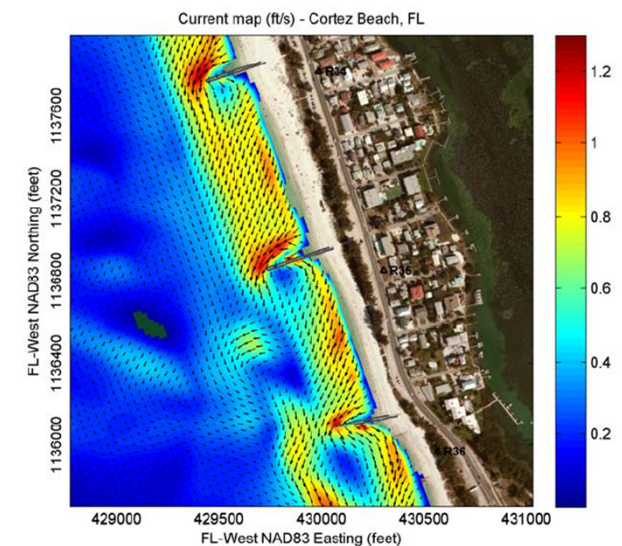 Current map (ft/s) - Cortez Beach, FL
FL-West NAD83 Northing (feet)
1137600
1137200
1136800
1136400
1136000
R34
R35
R36
1.2
1
0.8
0.6
0.4
0.2
429000 429500 430000 430500 431000
FL-West NAD83 Easting (feet)